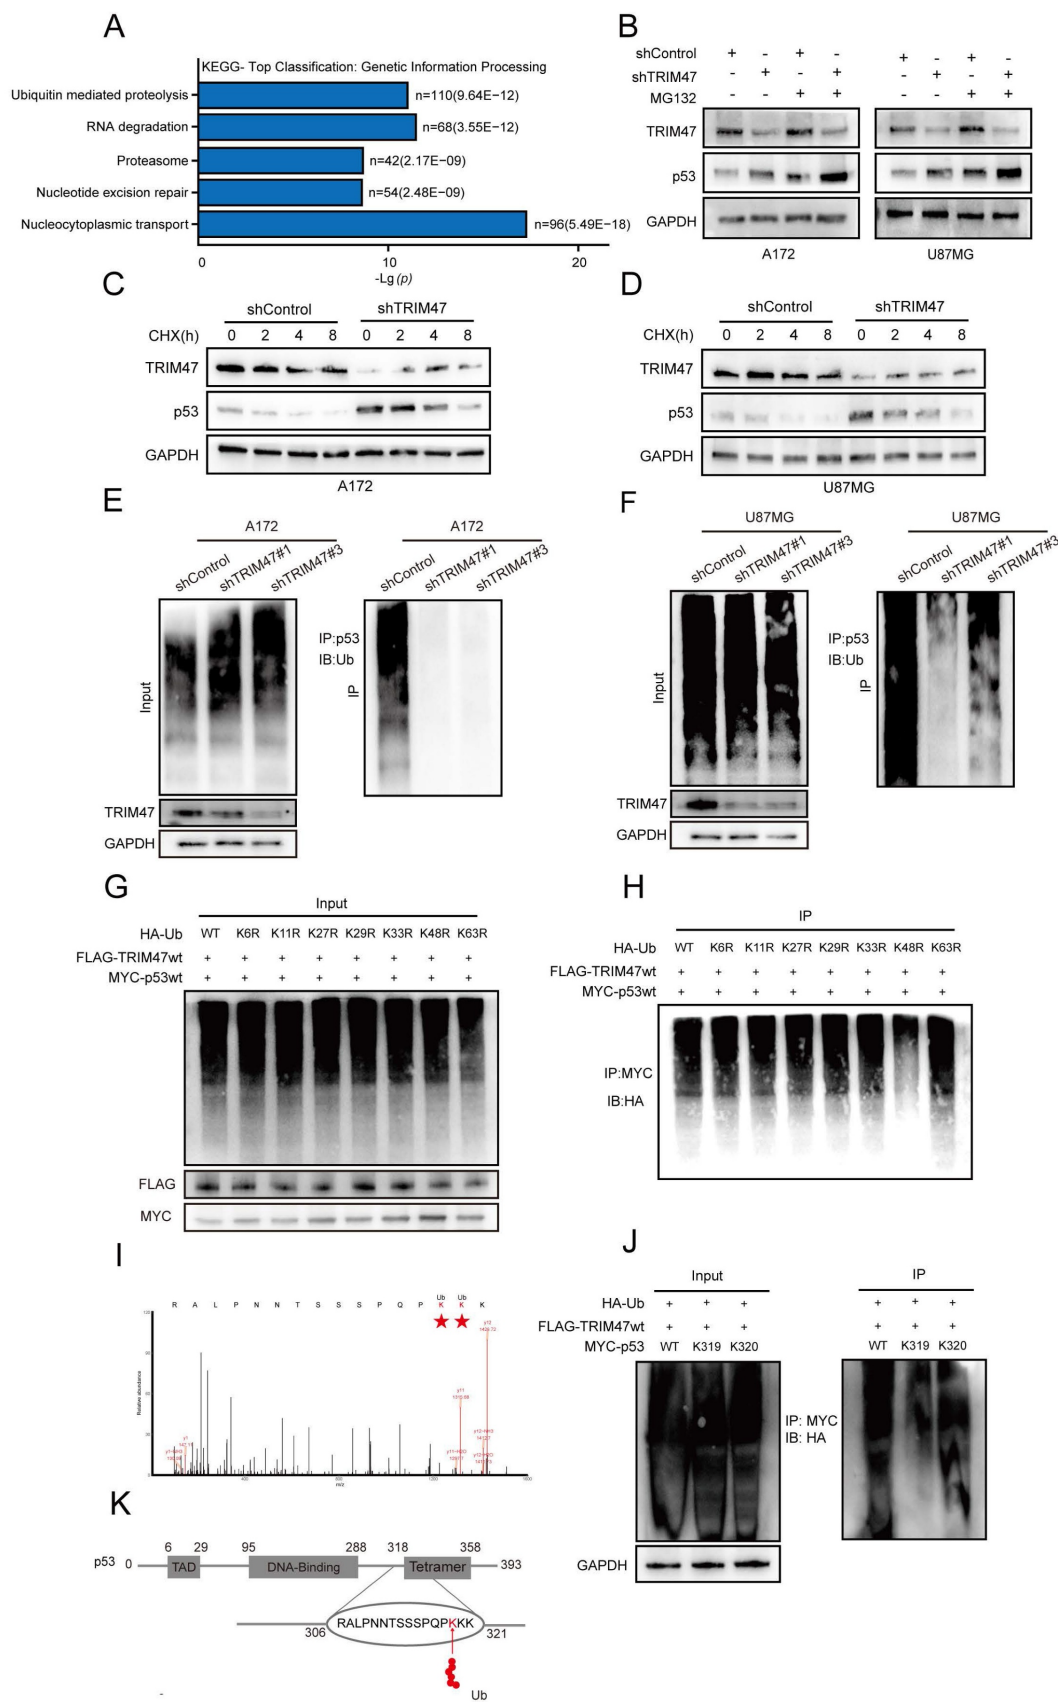 A
KEGG- Top Classification: Genetic Information Processing
Ubiquitin mediated proteolysis n=110(9.64E−12)
RNA degradation n=68(3.55E−12)
Proteasome n=42(2.17E−09)
Nucleotide excision repair n=54(2.48E−09)
Nucleocytoplasmic transport n=96(5.49E−18)
0 10 20
-Lg (p)
B
shControl + - + - + - + -
shTRIM47 - + - + - + - +
MG132 - - + + - - + +
TRIM47
p53
GAPDH
A172 U87MG
C
shControl shTRIM47
CHX(h) 0 2 4 8 0 2 4 8
TRIM47
p53
GAPDH
A172
D
shControl shTRIM47
CHX(h) 0 2 4 8 0 2 4 8
TRIM47
p53
GAPDH
U87MG
E
A172 A172
shControl shTRIM47#1 shTRIM47#3 shControl shTRIM47#1 shTRIM47#3
Input
IP:p53
IB:Ub
IP
TRIM47
GAPDH
F
U87MG U87MG
shControl shTRIM47#1 shTRIM47#3 shControl shTRIM47#1 shTRIM47#3
Input
IP:p53
IB:Ub
IP
TRIM47
GAPDH
G
Input
HA-Ub WT K6R K11R K27R K29R K33R K48R K63R
FLAG-TRIM47wt + + + + + + + +
MYC-p53wt + + + + + + + +
FLAG
MYC
H
IP
HA-Ub WT K6R K11R K27R K29R K33R K48R K63R
FLAG-TRIM47wt + + + + + + + +
MYC-p53wt + + + + + + + +
IP:MYC
IB:HA
I
Ub Ub
R A L P N N T S S S P Q P K K K
Relative abundance
m/z
J
Input IP
HA-Ub + + + + + +
FLAG-TRIM47wt + + + + + +
MYC-p53 WT K319 K320 WT K319 K320
IP: MYC
IB: HA
GAPDH
K
6 29 95 288 318 358
p53 0 TAD DNA-Binding Tetramer 393
RALPNNTSSSPQPKKK
306 321
Ub